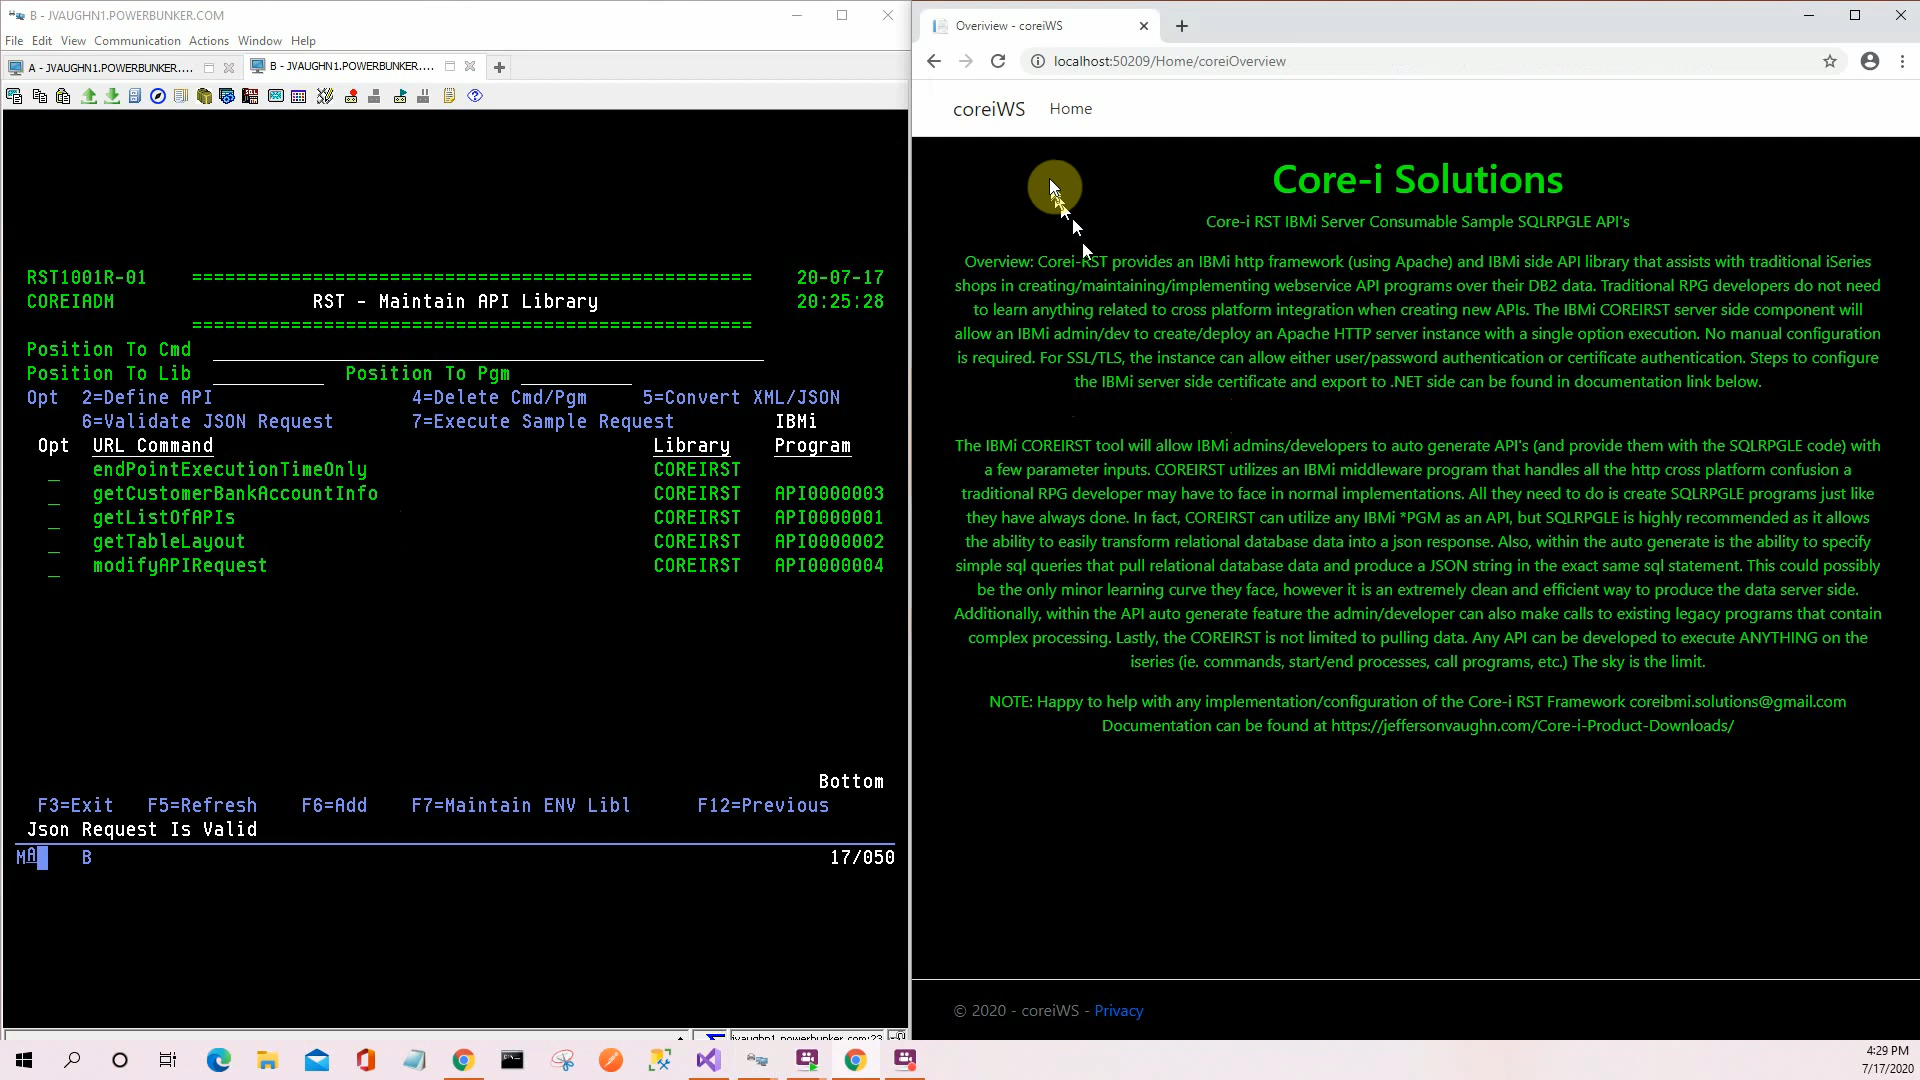 B - JVAUGHN1.POWERBUNKER.COM
File Edit View Communication Actions Window Help
A - JVAUGHN1.POWERBUNKER....
B - JVAUGHN1.POWERBUNKER....
RST1001R-01 =================================================== 20-07-17
COREIADM RST - Maintain API Library 20:25:28
===================================================
Position To Cmd
Position To Lib Position To Pgm
Opt 2=Define API 4=Delete Cmd/Pgm 5=Convert XML/JSON
6=Validate JSON Request 7=Execute Sample Request IBMi
Opt URL Command Library Program
_ endPointExecutionTimeOnly COREIRST
_ getCustomerBankAccountInfo COREIRST API0000003
_ getListOfAPIs COREIRST API0000001
_ getTableLayout COREIRST API0000002
_ modifyAPIRequest COREIRST API0000004
Bottom
F3=Exit F5=Refresh F6=Add F7=Maintain ENV Libl F12=Previous
Json Request Is Valid
MA B 17/050
jvaughn1.powerbunker.com:23
Overiview - coreiWS
localhost:50209/Home/coreiOverview
coreiWS Home
Core-i Solutions
Core-i RST IBMi Server Consumable Sample SQLRPGLE API's
Overview: Corei-RST provides an IBMi http framework (using Apache) and IBMi side API library that assists with traditional iSeries
shops in creating/maintaining/implementing webservice API programs over their DB2 data. Traditional RPG developers do not need
to learn anything related to cross platform integration when creating new APIs. The IBMi COREIRST server side component will
allow an IBMi admin/dev to create/deploy an Apache HTTP server instance with a single option execution. No manual configuration
is required. For SSL/TLS, the instance can allow either user/password authentication or certificate authentication. Steps to configure
the IBMi server side certificate and export to .NET side can be found in documentation link below.
The IBMi COREIRST tool will allow IBMi admins/developers to auto generate API's (and provide them with the SQLRPGLE code) with
a few parameter inputs. COREIRST utilizes an IBMi middleware program that handles all the http cross platform confusion a
traditional RPG developer may have to face in normal implementations. All they need to do is create SQLRPGLE programs just like
they have always done. In fact, COREIRST can utilize any IBMi *PGM as an API, but SQLRPGLE is highly recommended as it allows
the ability to easily transform relational database data into a json response. Also, within the auto generate is the ability to specify
simple sql queries that pull relational database data and produce a JSON string in the exact same sql statement. This could possibly
be the only minor learning curve they face, however it is an extremely clean and efficient way to produce the data server side.
Additionally, within the API auto generate feature the admin/developer can also make calls to existing legacy programs that contain
complex processing. Lastly, the COREIRST is not limited to pulling data. Any API can be developed to execute ANYTHING on the
iseries (ie. commands, start/end processes, call programs, etc.) The sky is the limit.
NOTE: Happy to help with any implementation/configuration of the Core-i RST Framework coreibmi.solutions@gmail.com
Documentation can be found at https://jeffersonvaughn.com/Core-i-Product-Downloads/
© 2020 - coreiWS - Privacy
4:29 PM
7/17/2020